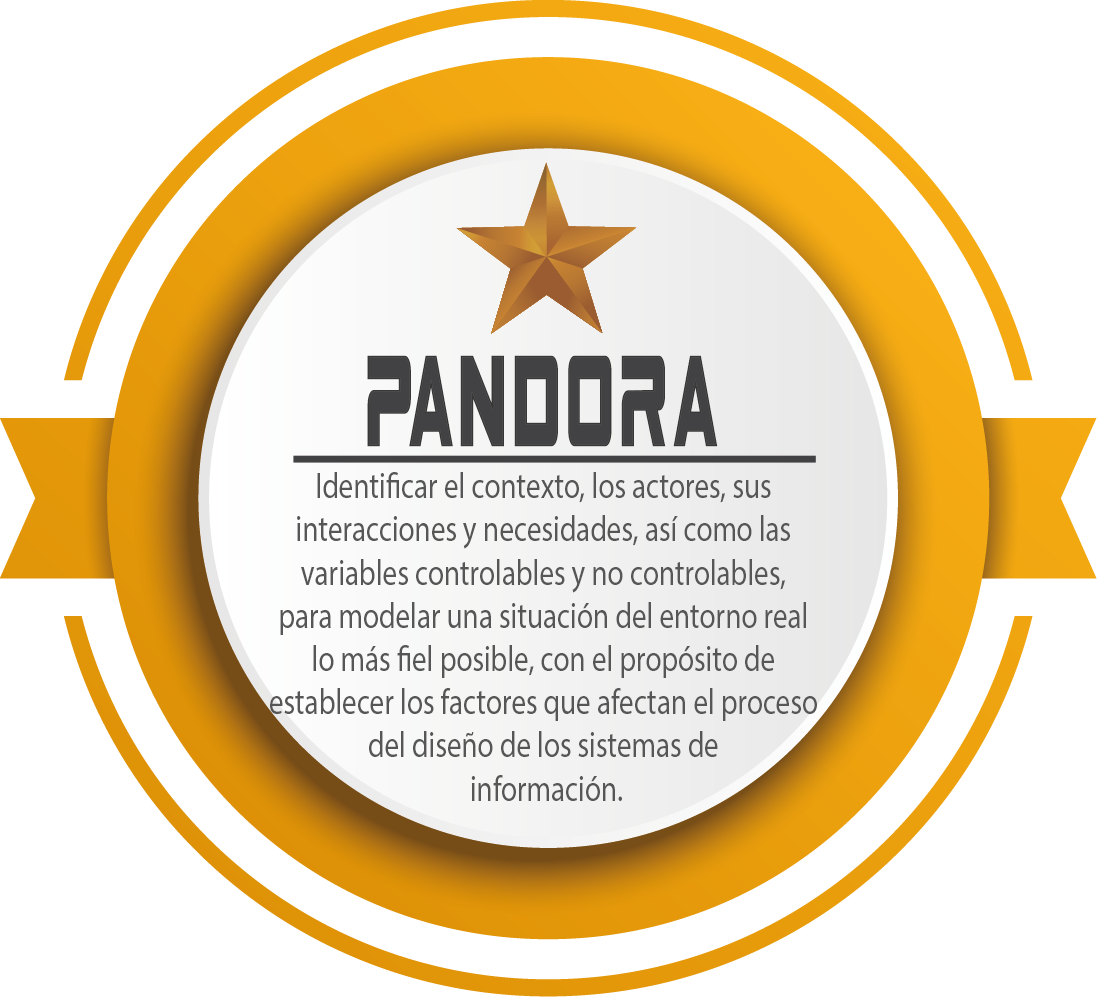 PANDORA
Identificar el contexto, los actores, sus
interacciones y necesidades, así como las
variables controlables y no controlables,
para modelar una situación del entorno real
lo más fiel posible, con el propósito de
establecer los factores que afectan el proceso
del diseño de los sistemas de
información.